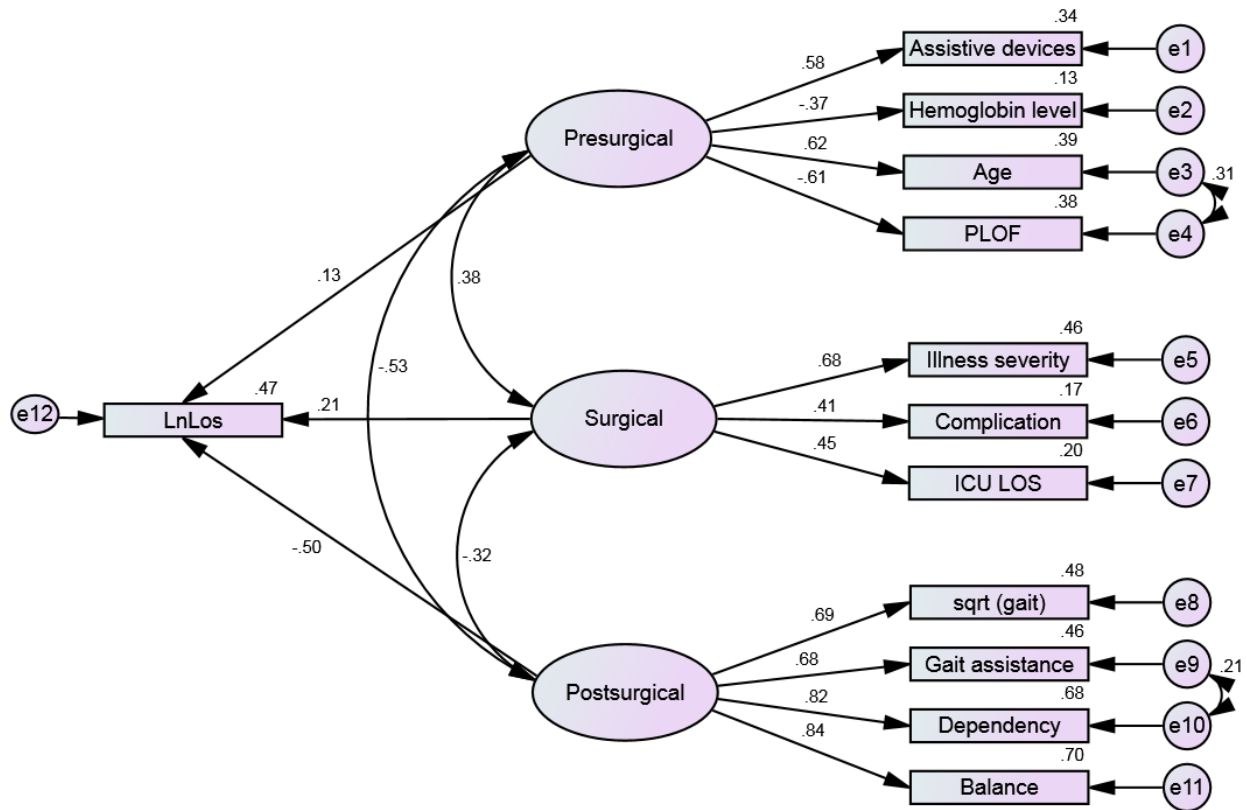 .34
Assistive devices
e1
.58
.13
-.37
Hemoglobin level
e2
Presurgical
.39
.62
Age
e3
.31
-.61
.38
PLOF
e4
.13
.38
.46
-.53
.68
Illness severity
e5
.47
.17
e12
LnLos
.21
Surgical
.41
Complication
e6
.45
.20
ICU LOS
e7
-.50
-.32
.48
sqrt (gait)
e8
.69
.46
.68
Gait assistance
e9
.21
Postsurgical
.82
.68
Dependency
e10
.84
.70
Balance
e11